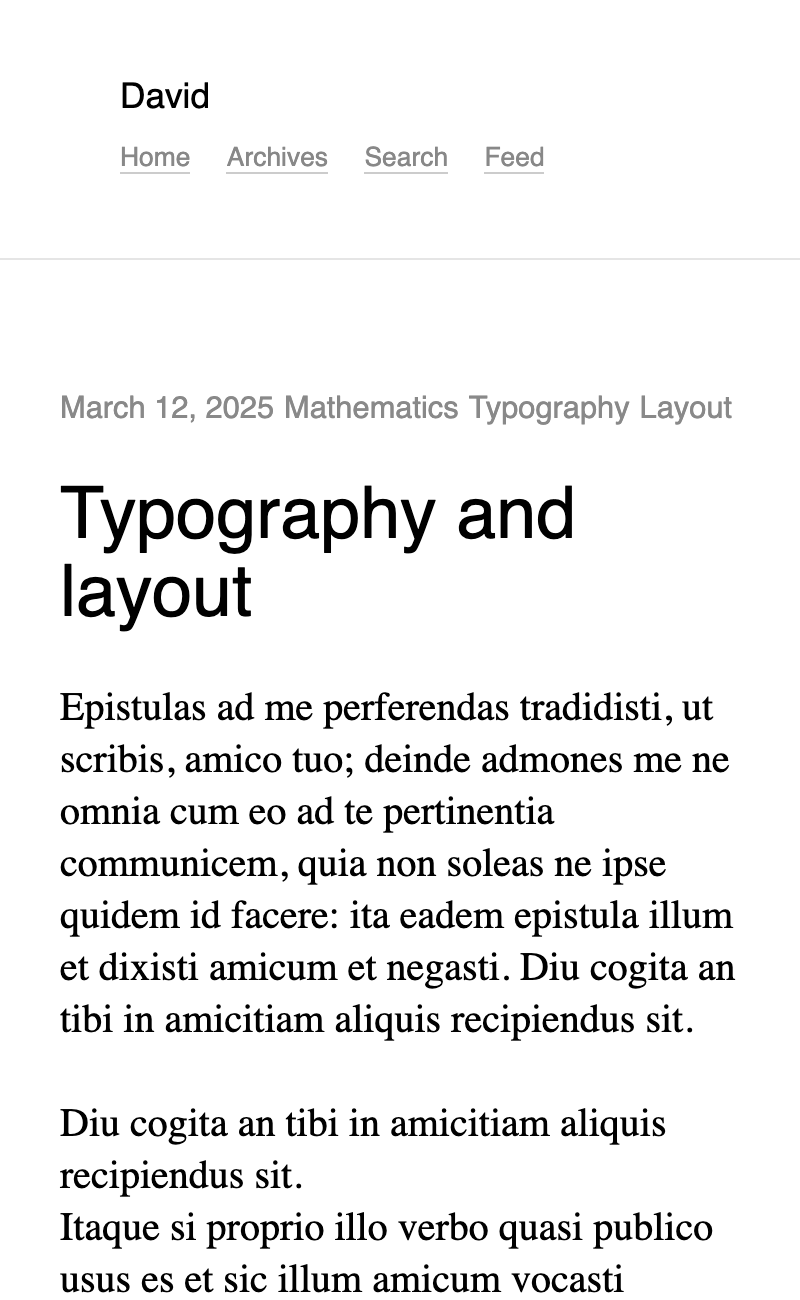 David
Home Archives Search Feed
March 12, 2025 Mathematics Typography Layout
Typography and
layout
Epistulas ad me perferendas tradidisti, ut
scribis, amico tuo; deinde admones me ne
omnia cum eo ad te pertinentia
communicem, quia non soleas ne ipse
quidem id facere: ita eadem epistula illum
et dixisti amicum et negasti. Diu cogita an
tibi in amicitiam aliquis recipiendus sit.
Diu cogita an tibi in amicitiam aliquis
recipiendus sit.
Itaque si proprio illo verbo quasi publico
usus es et sic illum amicum vocasti